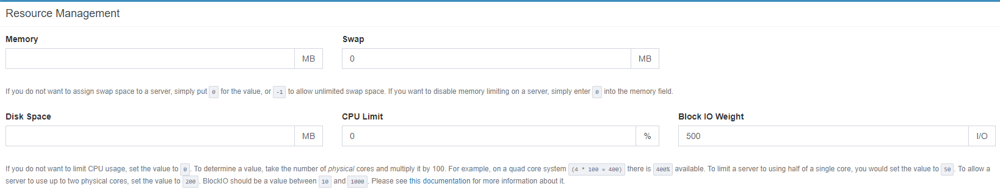 Resource Management
Memory Swap
MB 0 MB
If you do not want to assign swap space to a server, simply put 0 for the value, or -1 to allow unlimited swap space. If you want to disable memory limiting on a server, simply enter 0 into the memory field.
Disk Space CPU Limit Block IO Weight
MB 0 % 500 I/O
If you do not want to limit CPU usage, set the value to 0. To determine a value, take the number of physical cores and multiply it by 100. For example, on a quad core system (4 * 100 = 400) there is 400% available. To limit a server to using half of a single core, you would set the value to 50. To allow a
server to use up to two physical cores, set the value to 200. BlockIO should be a value between 10 and 1000. Please see this documentation for more information about it.